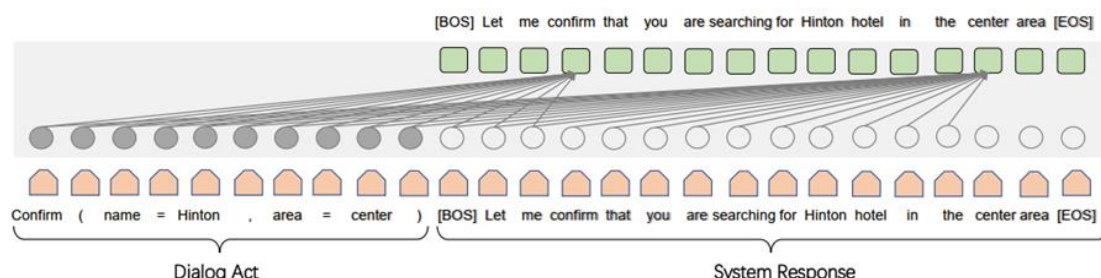 [BOS] Let me confirm that you are searching for Hinton hotel in the center area [EOS]
Confirm ( name = Hinton , area = center ) [BOS] Let me confirm that you are searching for Hinton hotel in the center area [EOS]
Dialog Act System Response